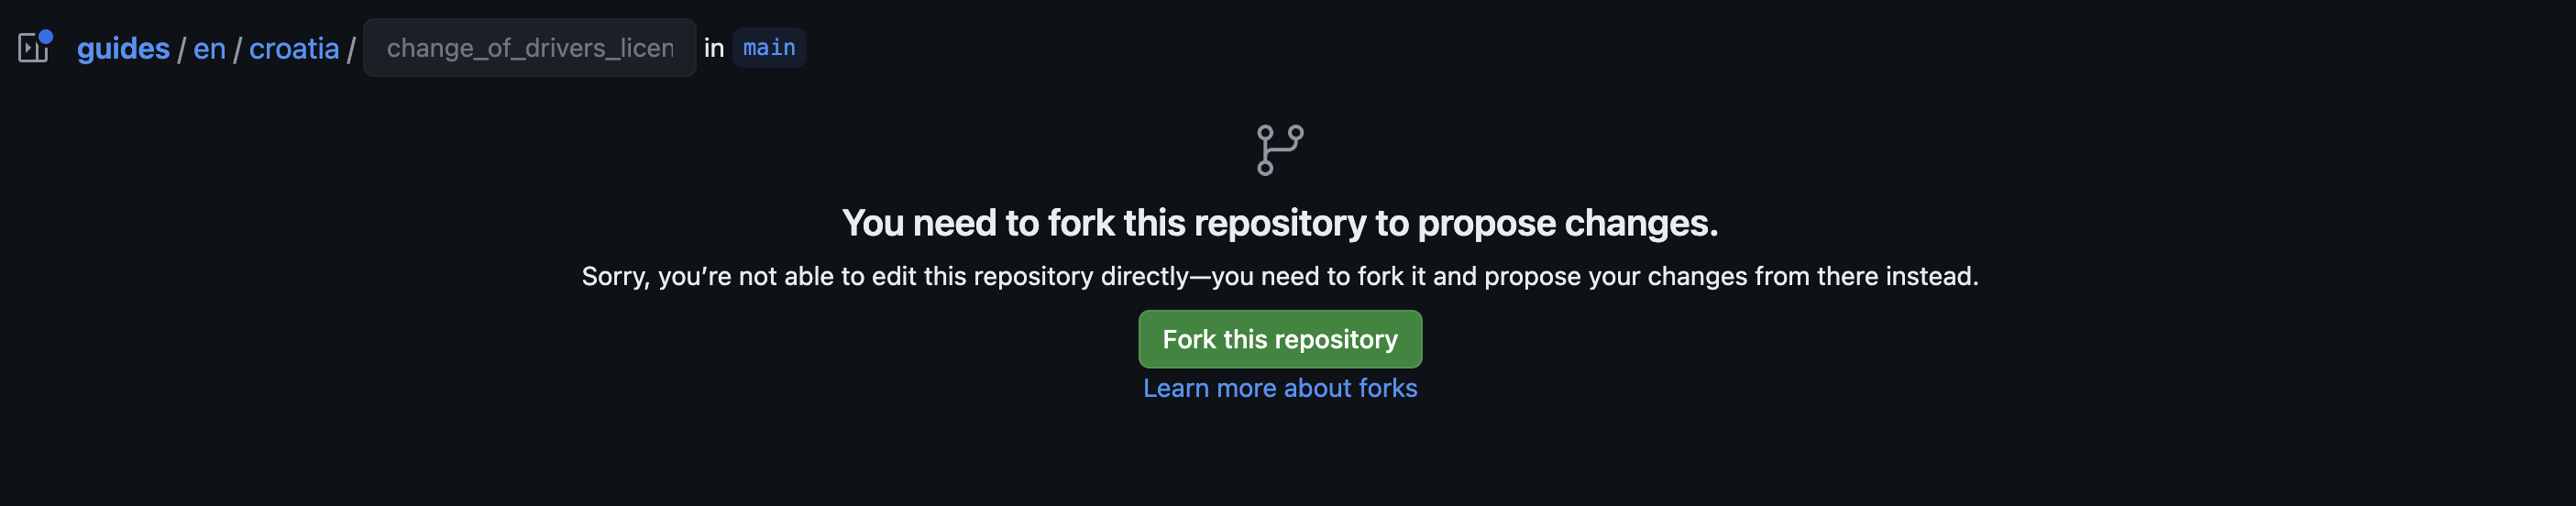 guides / en / croatia / change_of_drivers_licen in main
You need to fork this repository to propose changes.
Sorry, you’re not able to edit this repository directly—you need to fork it and propose your changes from there instead.
Fork this repository
Learn more about forks